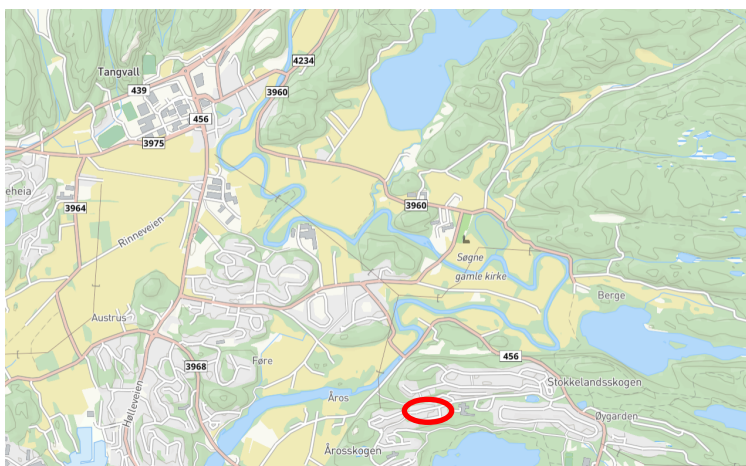 4234
Tangvall
439
3960
456
3975
eheia
3964
3960
Rinneveien
Søgne
gamle kirke
Berge
Austrus
456
Føre
3968
Stokkelandsskogen
Hølleveien
Åros
Øygarden
Årosskogen